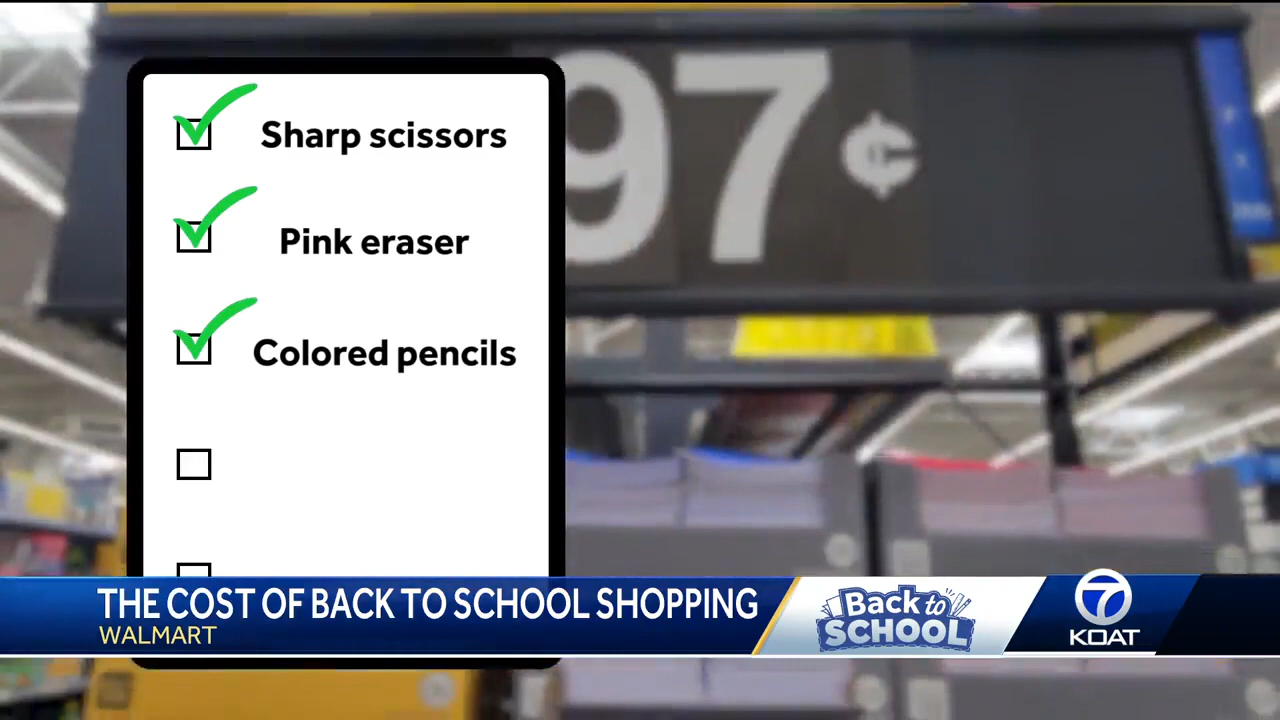 97¢
Sharp scissors
Pink eraser
Colored pencils
THE COST OF BACK TO SCHOOL SHOPPING
WALMART
Back to
SCHOOL
7
KOAT